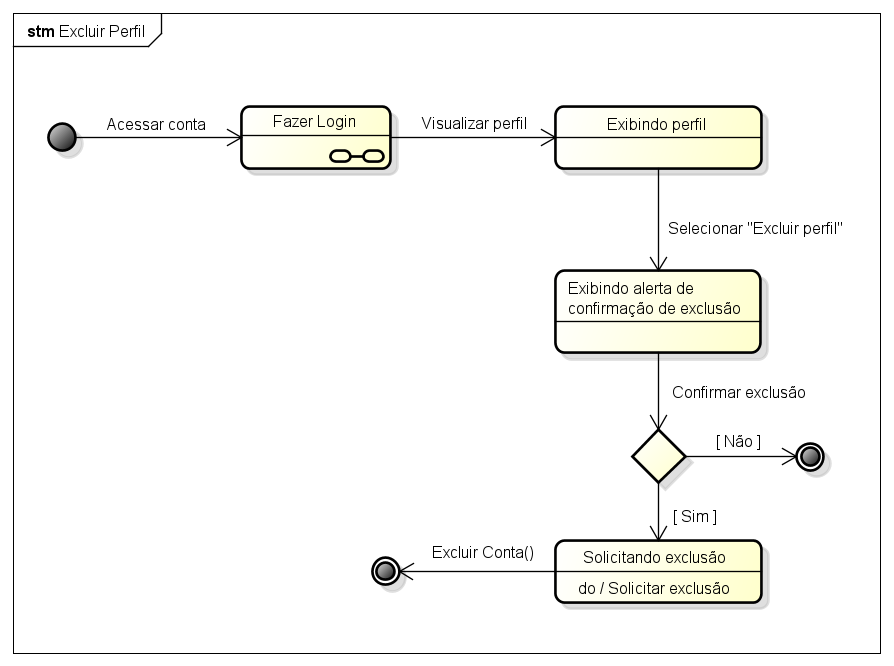 stm Excluir Perfil
Acessar conta
Fazer Login
Visualizar perfil
Exibindo perfil
Selecionar "Excluir perfil"
Exibindo alerta de
confirmação de exclusão
Confirmar exclusão
[ Não ]
[ Sim ]
Excluir Conta()
Solicitando exclusão
do / Solicitar exclusão